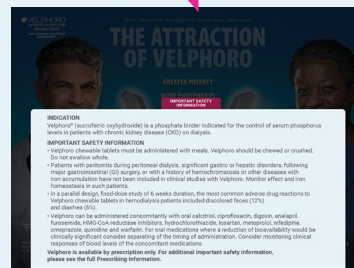 VELPHORO
THE ATTRACTION
OF VELPHORO
GREATER POTENCY
IMPORTANT SAFETY
INFORMATION
INDICATION
Velphoro® (sucroferric oxyhydroxide) is a phosphate binder indicated for the control of serum phosphorus
levels in patients with chronic kidney disease (CKD) on dialysis.
IMPORTANT SAFETY INFORMATION
• Velphoro chewable tablets must be administered with meals. Velphoro should be chewed or crushed.
Do not swallow whole.
• Patients with peritonitis during peritoneal dialysis, significant gastric or hepatic disorders, following
major gastrointestinal (GI) surgery, or with a history of hemochromatosis or other diseases with
iron accumulation have not been included in clinical studies with Velphoro. Monitor effect and iron
homeostasis in such patients.
• In a parallel design, fixed-dose study of 6 weeks duration, the most common adverse drug reactions to
Velphoro chewable tablets in hemodialysis patients included discolored feces (12%)
and diarrhea (6%).
• Velphoro can be administered concomitantly with oral calcitriol, ciprofloxacin, digoxin, enalapril,
furosemide, HMG-CoA reductase inhibitors, hydrochlorothiazide, losartan, metoprolol, nifedipine,
omeprazole, quinidine and warfarin. For oral medications where a reduction of bioavailability would be
clinically significant consider separating of the timing of administration. Consider monitoring clinical
responses of blood levels of the concomitant medications.
Velphoro is available by prescription only. For additional important safety information,
please see the full Prescribing Information.